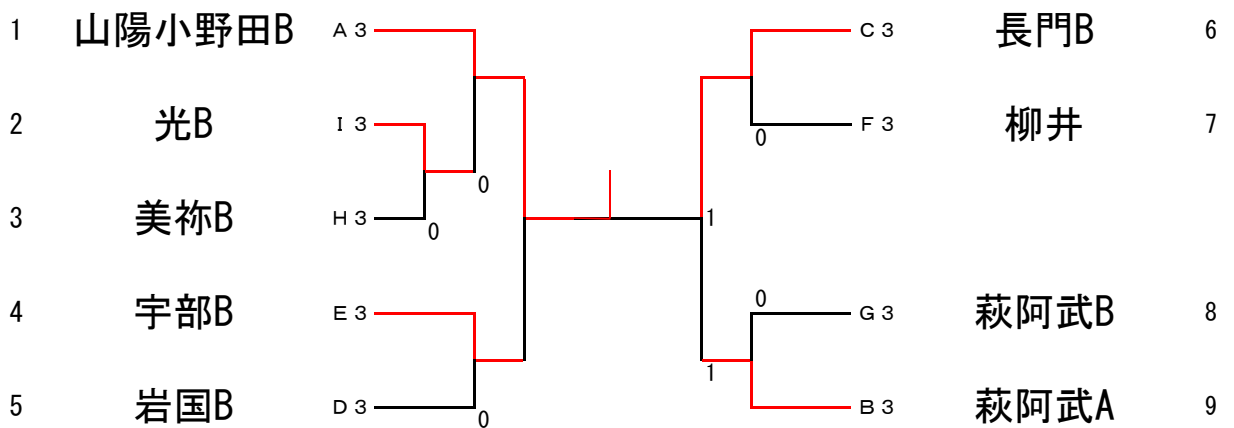 1 山陽小野田B A3 C3 長門B 6
2 光B I3 0 F3 柳井 7
0
3 美祢B H3 0 1
4 宇部B E3 0 G3 萩阿武B 8
1
5 岩国B D3 0 B3 萩阿武A 9